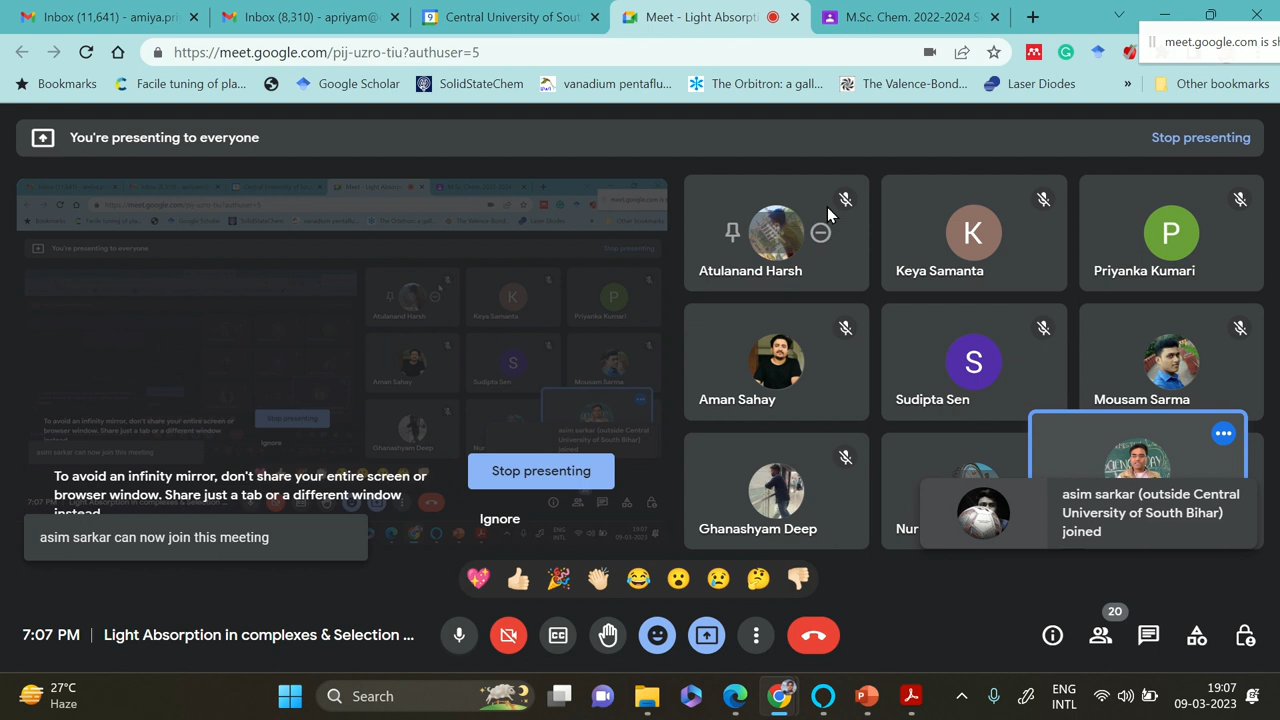 Inbox (11,641) - amiya.pri
Inbox (8,310) - apriyam@
Central University of Sout
Meet - Light Absorpti
M.Sc. Chem. 2022-2024 S
https://meet.google.com/pij-uzro-tiu?authuser=5
meet.google.com is sh
Bookmarks
Facile tuning of pla...
Google Scholar
SolidStateChem
vanadium pentaflu...
The Orbitron: a gall...
The Valence-Bond...
Laser Diodes
»
Other bookmarks
You're presenting to everyone
Stop presenting
Atulanand Harsh
K
Keya Samanta
P
Priyanka Kumari
Aman Sahay
S
Sudipta Sen
Mousam Sarma
Ghanashyam Deep
Nur
asim sarkar (outside Central
University of South Bihar)
joined
To avoid an infinity mirror, don't share your entire screen or
browser window. Share just a tab or a different window
instead.
Stop presenting
Ignore
asim sarkar can now join this meeting
7:07 PM | Light Absorption in complexes & Selection ...
20
27°C
Haze
Search
ENG
INTL
19:07
09-03-2023